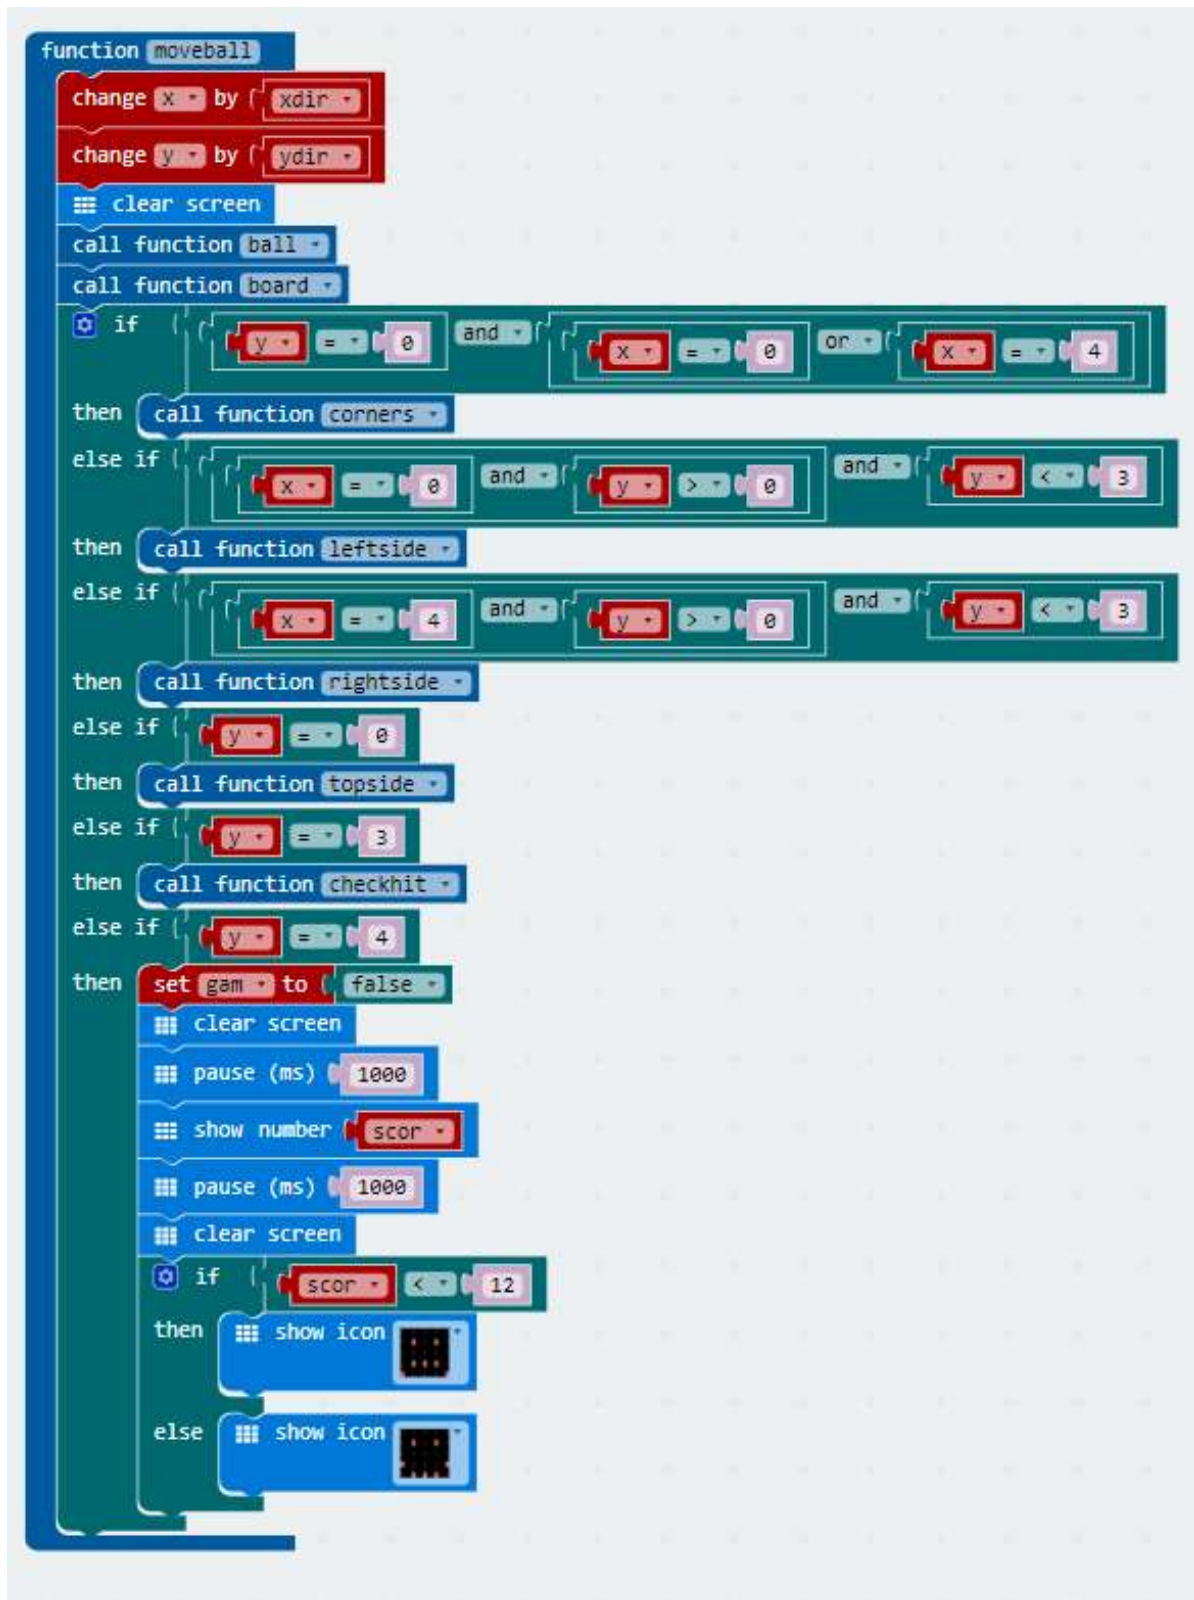 function moveball
change x by xdir
change y by ydir
clear screen
call function ball
call function board
if y = 0 and x = 0 or x = 4
then call function corners
else if x = 0 and y > 0 and y < 3
then call function leftside
else if x = 4 and y > 0 and y < 3
then call function rightside
else if y = 0
then call function topside
else if y = 3
then call function checkhit
else if y = 4
then set gam to false
clear screen
pause (ms) 1000
show number scor
pause (ms) 1000
clear screen
if scor < 12
then show icon
else show icon